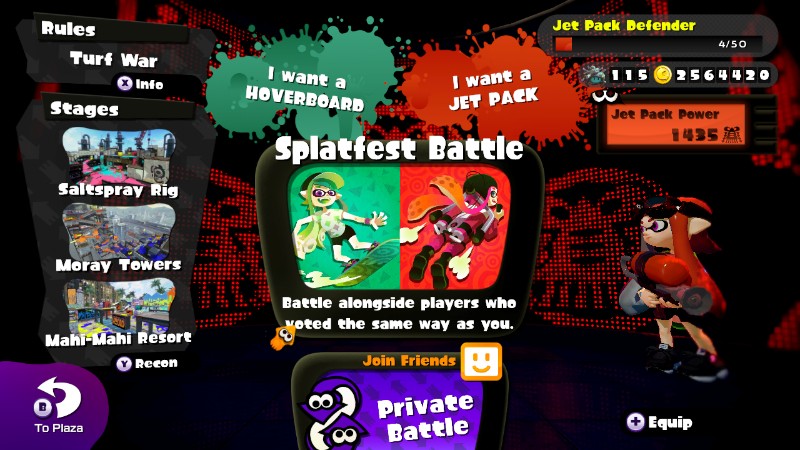 Rules
Turf War
X Info
Stages
Saltspray Rig
Moray Towers
Mahi-Mahi Resort
Y Recon
B
To Plaza
I want a
HOVERBOARD
I want a
JET PACK
Splatfest Battle
Battle alongside players who
voted the same way as you.
Join Friends
Private
Battle
Jet Pack Defender
4/50
115 2564420
Jet Pack Power
1435
Equip